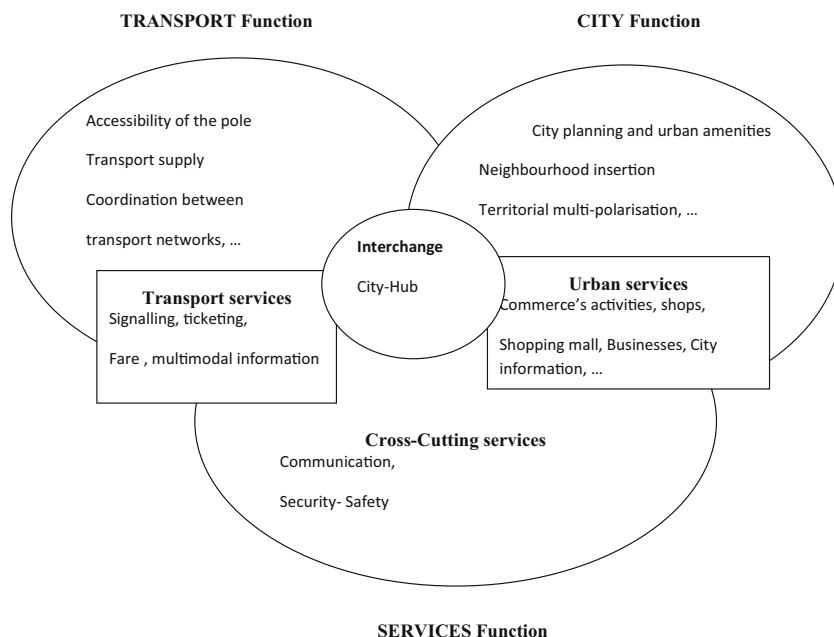 TRANSPORT Function
CITY Function
Accessibility of the pole
Transport supply
Coordination between
transport networks, ...
City planning and urban amenities
Neighbourhood insertion
Territorial multi-polarisation, ...
Interchange
City-Hub
Transport services
Signalling, ticketing,
Fare , multimodal information
Urban services
Commerce's activities, shops,
Shopping mall, Businesses, City
information, ...
Cross-Cutting services
Communication,
Security- Safety
SERVICES Function